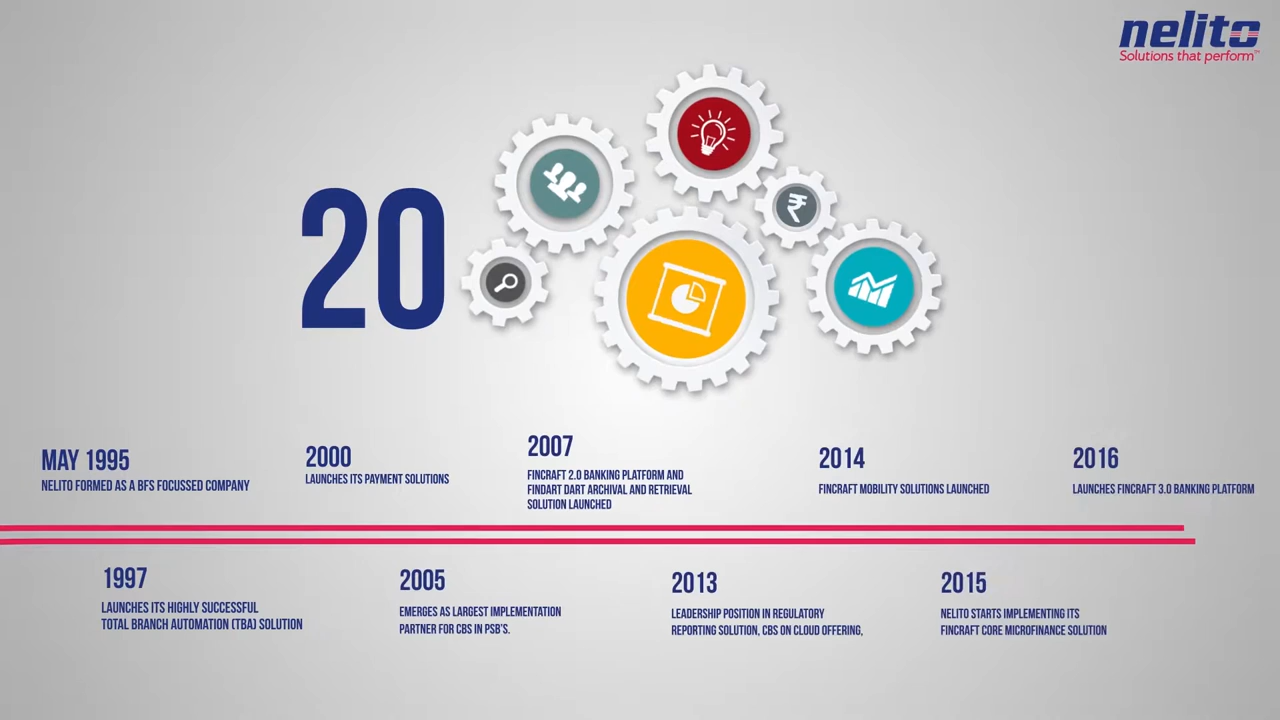 nelito
Solutions that perform™
20
₹
MAY 1995
NELITO FORMED AS A BFS FOCUSSED COMPANY
2000
LAUNCHES ITS PAYMENT SOLUTIONS
2007
FINCRAFT 2.0 BANKING PLATFORM AND
FINDART DART ARCHIVAL AND RETRIEVAL
SOLUTION LAUNCHED
2014
FINCRAFT MOBILITY SOLUTIONS LAUNCHED
2016
LAUNCHES FINCRAFT 3.0 BANKING PLATFORM
1997
LAUNCHES ITS HIGHLY SUCCESSFUL
TOTAL BRANCH AUTOMATION (TBA) SOLUTION
2005
EMERGES AS LARGEST IMPLEMENTATION
PARTNER FOR CBS IN PSB'S.
2013
LEADERSHIP POSITION IN REGULATORY
REPORTING SOLUTION, CBS ON CLOUD OFFERING,
2015
NELITO STARTS IMPLEMENTING ITS
FINCRAFT CORE MICROFINANCE SOLUTION